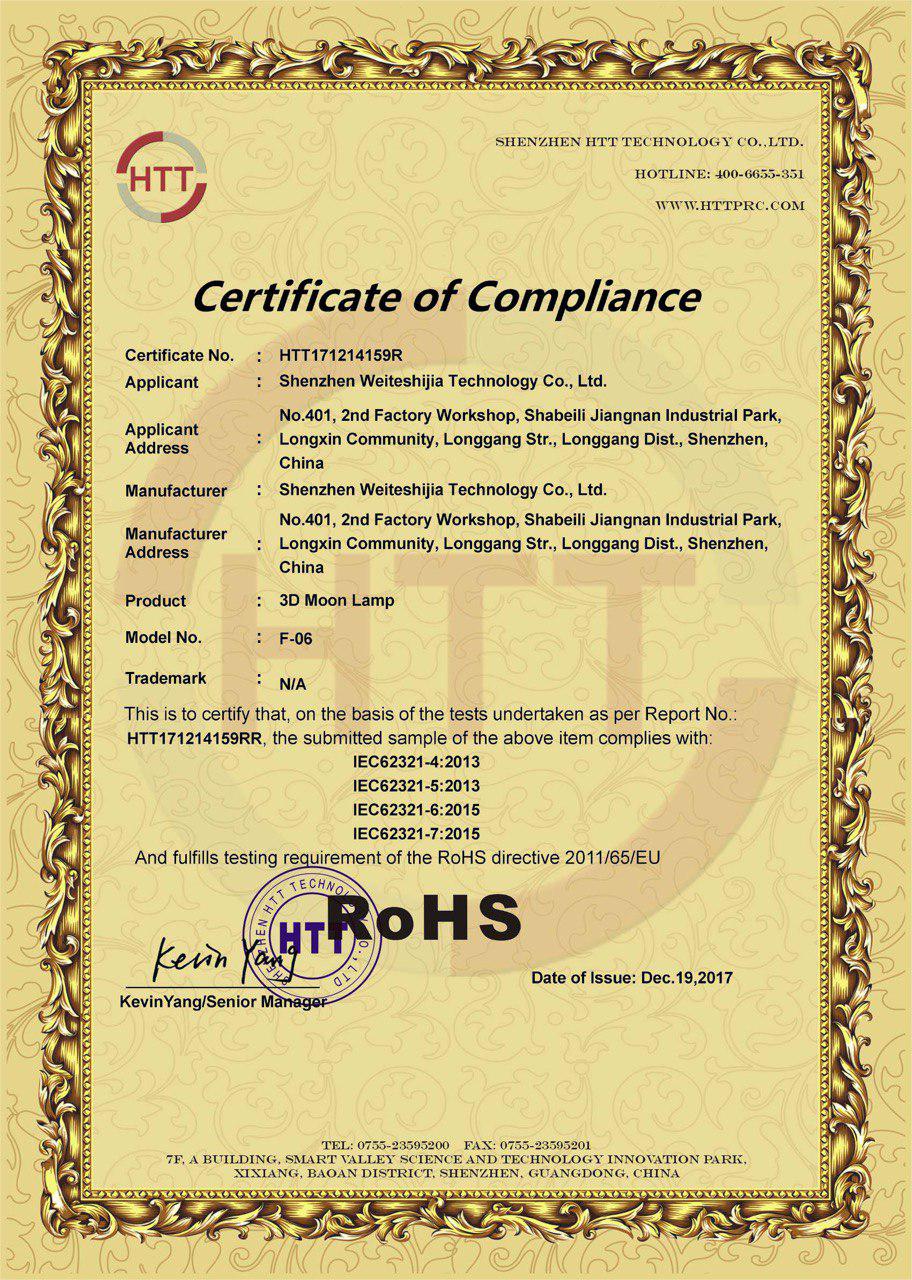 HTT
SHENZHEN HTT TECHNOLOGY CO.,LTD.
HOTLINE: 400-6655-351
WWW.HTTPRC.COM
Certificate of Compliance
Certificate No. : HTT171214159R
Applicant : Shenzhen Weiteshijia Technology Co., Ltd.
Applicant Address : No.401, 2nd Factory Workshop, Shabeili Jiangnan Industrial Park,
Longxin Community, Longgang Str., Longgang Dist., Shenzhen,
China
Manufacturer : Shenzhen Weiteshijia Technology Co., Ltd.
Manufacturer Address : No.401, 2nd Factory Workshop, Shabeili Jiangnan Industrial Park,
Longxin Community, Longgang Str., Longgang Dist., Shenzhen,
China
Product : 3D Moon Lamp
Model No. : F-06
Trademark : N/A
HTT
This is to certify that, on the basis of the tests undertaken as per Report No.:
HTT171214159RR, the submitted sample of the above item complies with:
IEC62321-4:2013
IEC62321-5:2013
IEC62321-6:2015
IEC62321-7:2015
And fulfills testing requirement of the RoHS directive 2011/65/EU
RoHS
HTT
Kevin Yang
Date of Issue: Dec.19,2017
KevinYang/Senior Manager
TEL: 0755-23595200 FAX: 0755-23595201
7F, A BUILDING, SMART VALLEY SCIENCE AND TECHNOLOGY INNOVATION PARK,
XIXIANG, BAOAN DISTRICT, SHENZHEN, GUANGDONG, CHINA